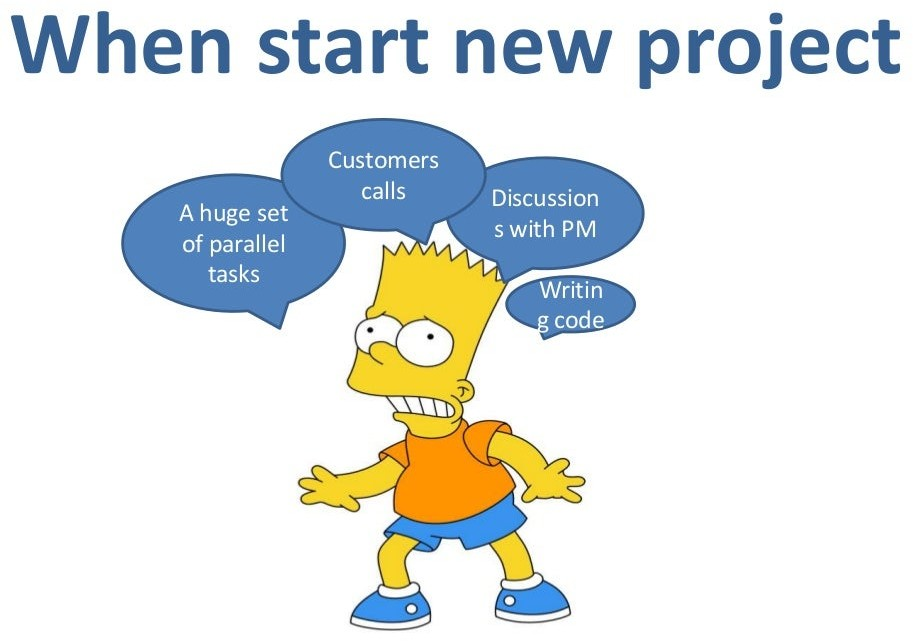 When start new project
Customers
calls
A huge set
of parallel
tasks
Discussion
s with PM
Writin
g code